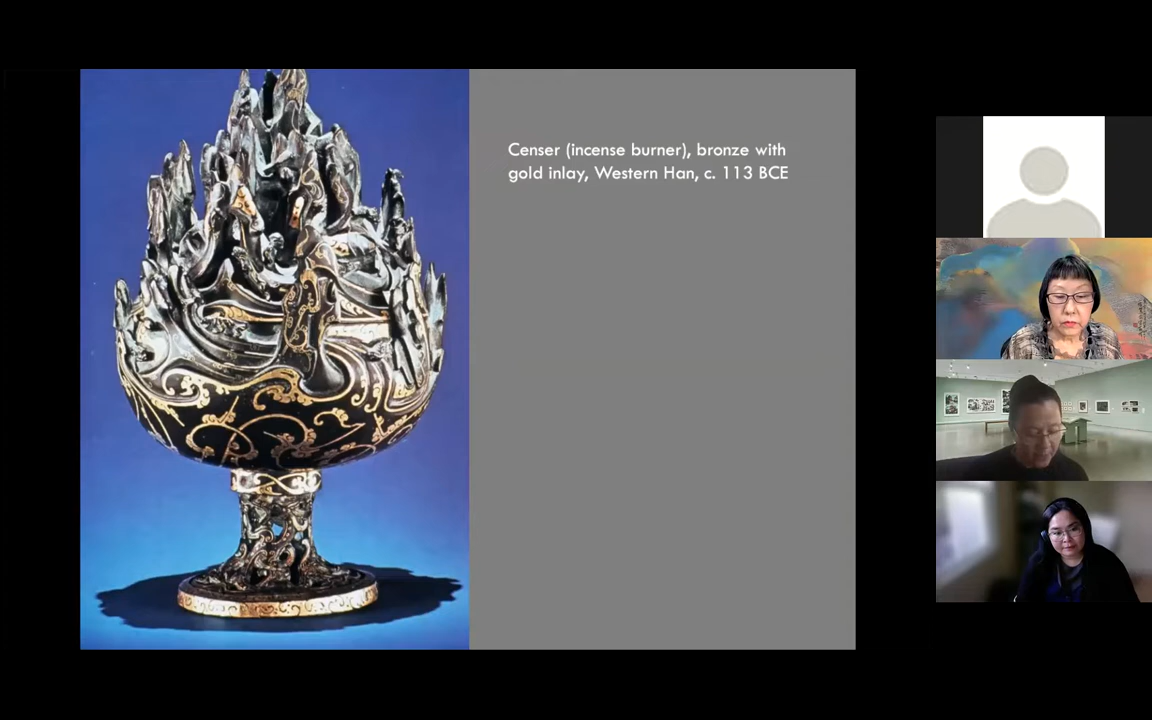 Censer (incense burner), bronze with
gold inlay, Western Han, c. 113 BCE